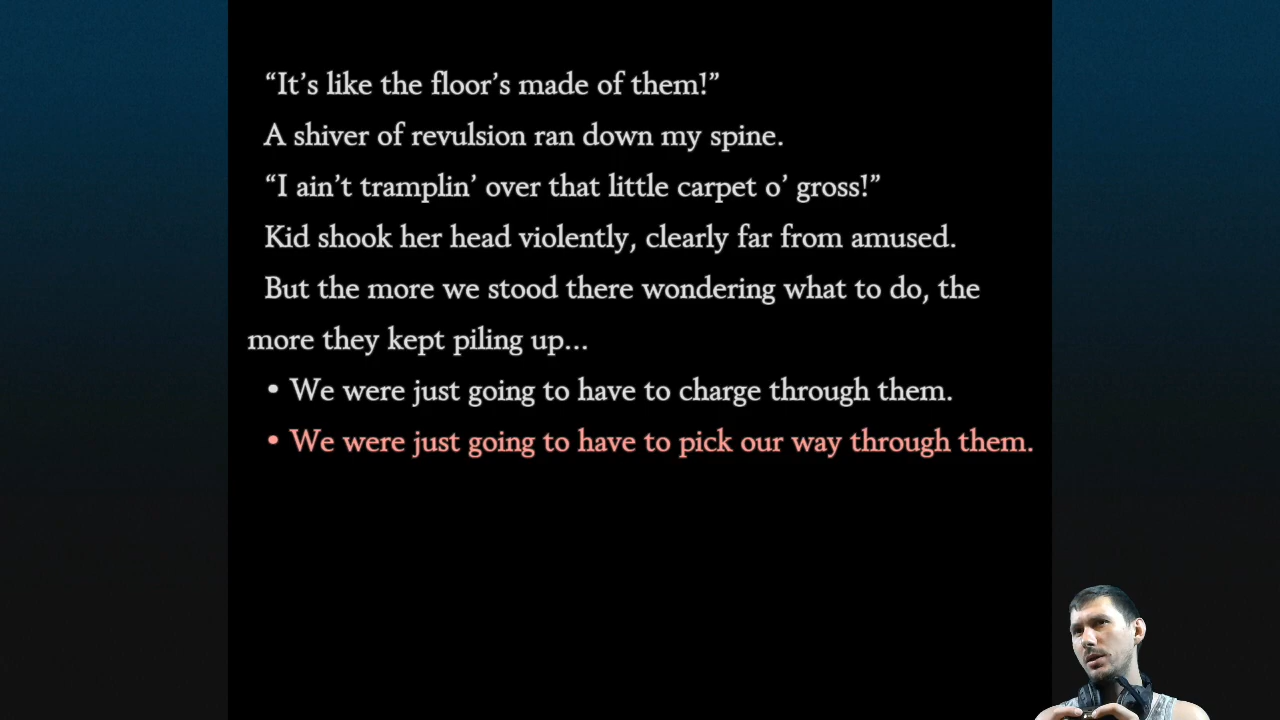 “It’s like the floor’s made of them!”
A shiver of revulsion ran down my spine.
“I ain’t tramplin’ over that little carpet o’ gross!”
Kid shook her head violently, clearly far from amused.
But the more we stood there wondering what to do, the
more they kept piling up...
• We were just going to have to charge through them.
• We were just going to have to pick our way through them.